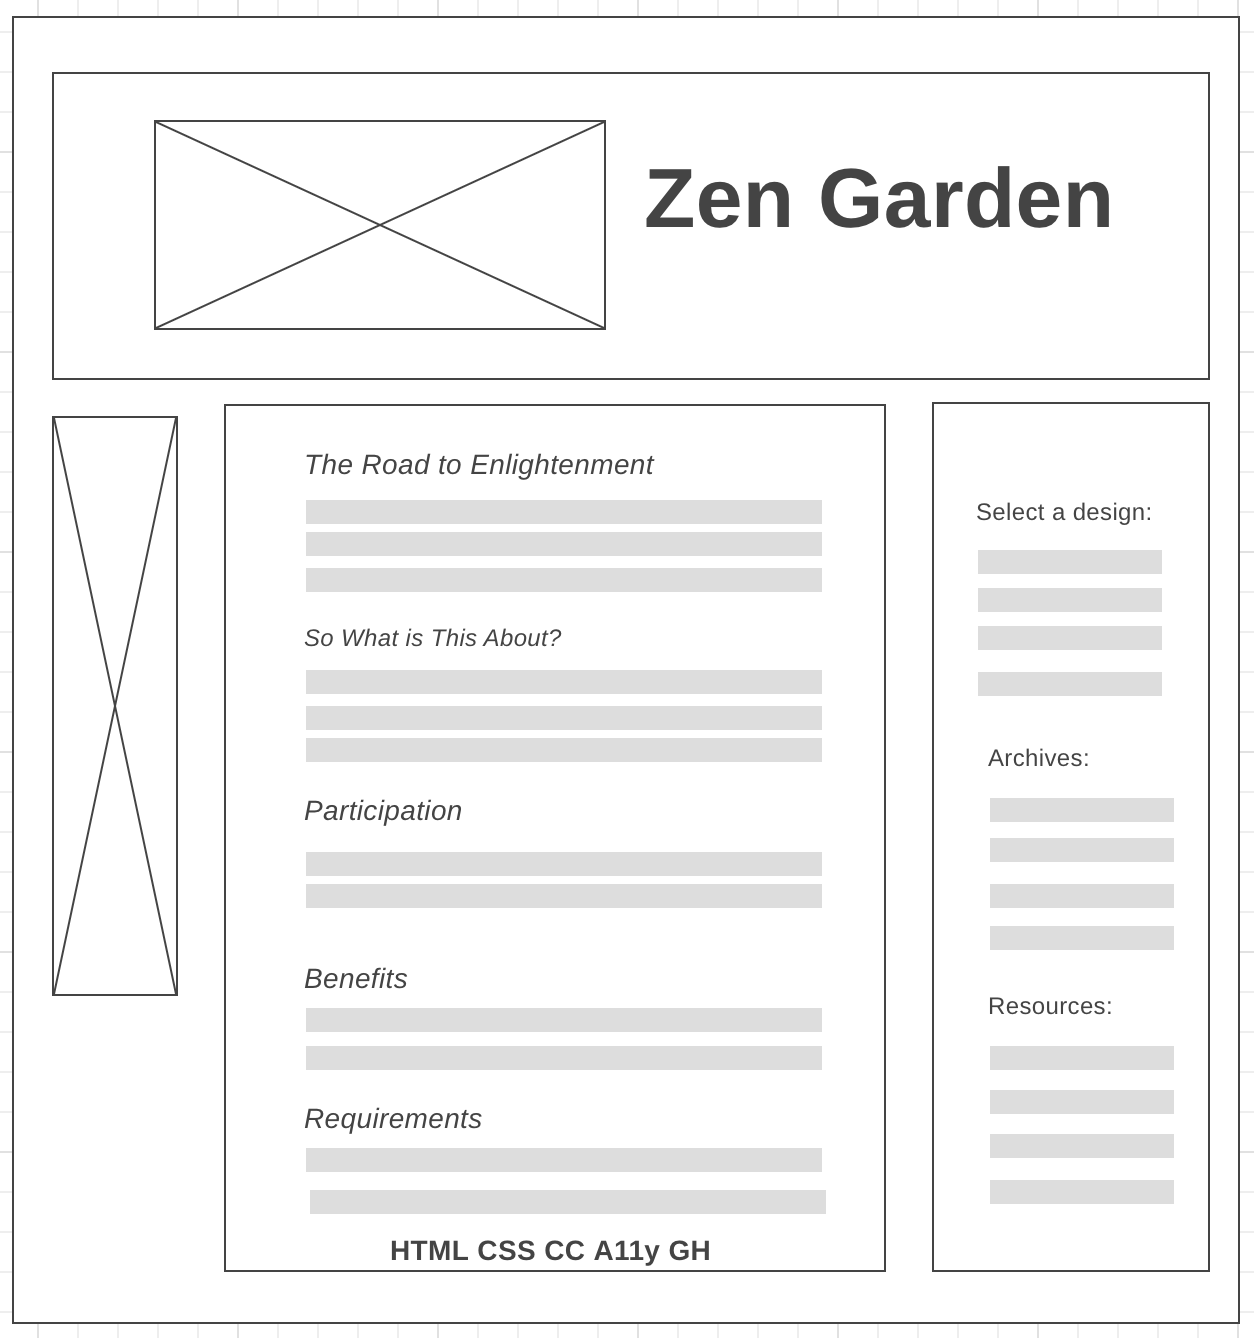 Zen Garden
The Road to Enlightenment
So What is This About?
Participation
Benefits
Requirements
HTML CSS CC A11y GH
Select a design:
Archives:
Resources: